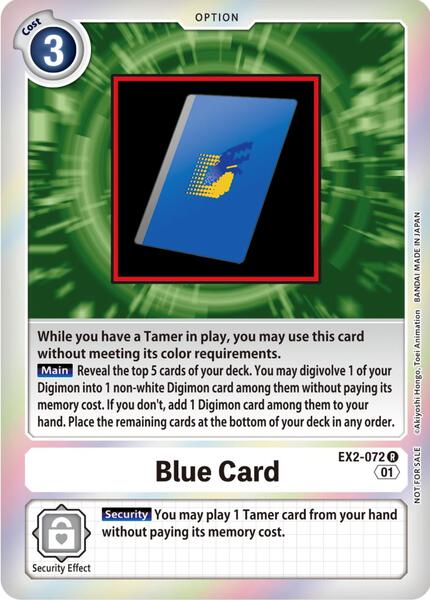 OPTION
Cost
3
While you have a Tamer in play, you may use this card
without meeting its color requirements.
Main Reveal the top 5 cards of your deck. You may digivolve 1 of your
Digimon into 1 non-white Digimon card among them without paying its
memory cost. If you don't, add 1 Digimon card among them to your
hand. Place the remaining cards at the bottom of your deck in any order.
EX2-072 R
01
Blue Card
Security You may play 1 Tamer card from your hand
without paying its memory cost.
Security Effect
NOT FOR SALE ©Akiyoshi Hongo, Toei Animation BANDAI MADE IN JAPAN